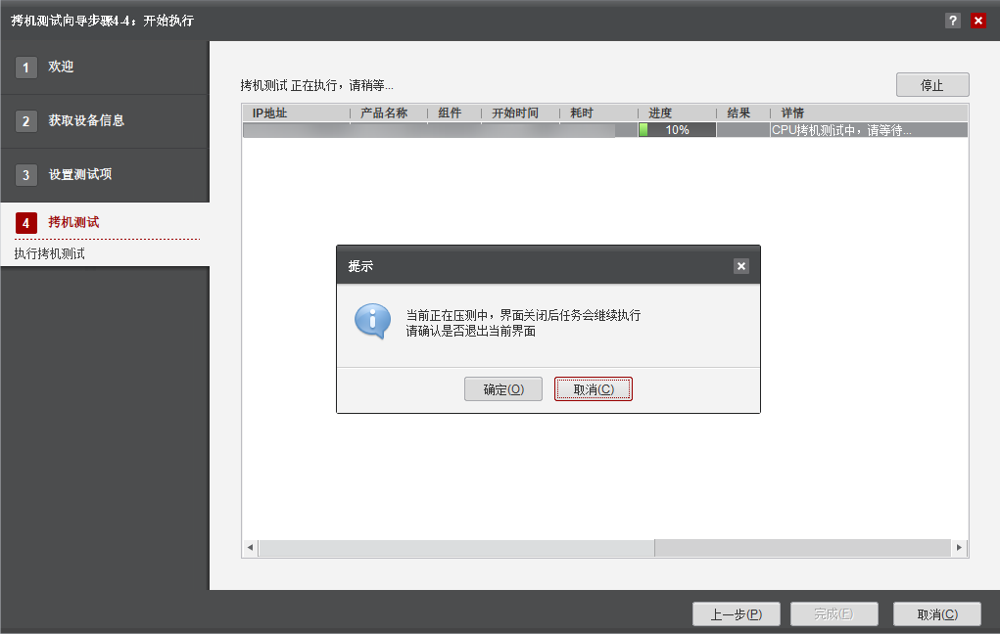 拷机测试向导步骤4-4：开始执行
?
1 欢迎
2 获取设备信息
3 设置测试项
4 拷机测试
执行拷机测试
拷机测试 正在执行，请稍等...
停止
IP地址 产品名称 组件 开始时间 耗时 进度 结果 详情
10% CPU拷机测试中，请等待...
提示
当前正在压测中，界面关闭后任务会继续执行
请确认是否退出当前界面
确定(O) 取消(C)
上一步(P) 完成(F) 取消(C)